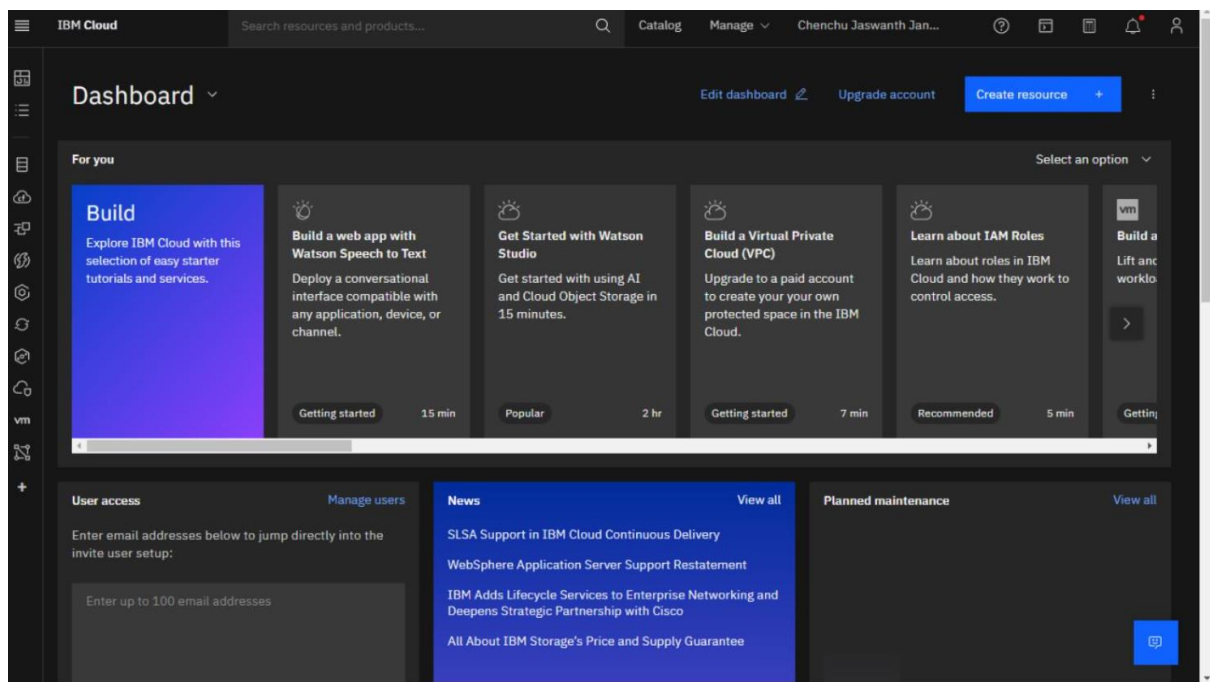 IBM Cloud
Search resources and products...
Catalog
Manage
Chenchu Jaswanth Jan...
Dashboard
Edit dashboard
Upgrade account
Create resource +
For you
Select an option
Build
Explore IBM Cloud with this
selection of easy starter
tutorials and services.
Build a web app with
Watson Speech to Text
Deploy a conversational
interface compatible with
any application, device, or
channel.
Getting started
15 min
Get Started with Watson
Studio
Get started with using AI
and Cloud Object Storage in
15 minutes.
Popular
2 hr
Build a Virtual Private
Cloud (VPC)
Upgrade to a paid account
to create your your own
protected space in the IBM
Cloud.
Getting started
7 min
Learn about IAM Roles
Learn about roles in IBM
Cloud and how they work to
control access.
Recommended
5 min
vm
Build a
Lift and
worklo
Getting
vm
User access
Manage users
Enter email addresses below to jump directly into the
invite user setup:
Enter up to 100 email addresses
News
View all
SLSA Support in IBM Cloud Continuous Delivery
WebSphere Application Server Support Restatement
IBM Adds Lifecycle Services to Enterprise Networking and
Deepens Strategic Partnership with Cisco
All About IBM Storage's Price and Supply Guarantee
Planned maintenance
View all